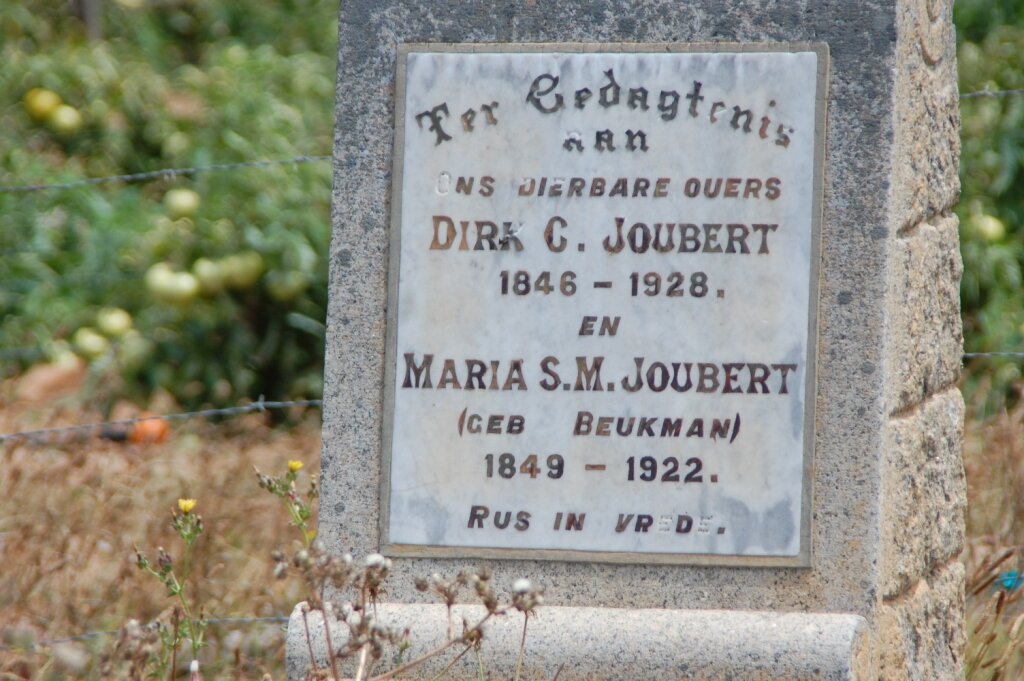 Ter Gedagtenis
aan
ONS DIERBARE OUERS
DIRK C. JOUBERT
1846 – 1928.
EN
MARIA S.M. JOUBERT
(GEB BEUKMAN)
1849 – 1922.
RUS IN VREDE.